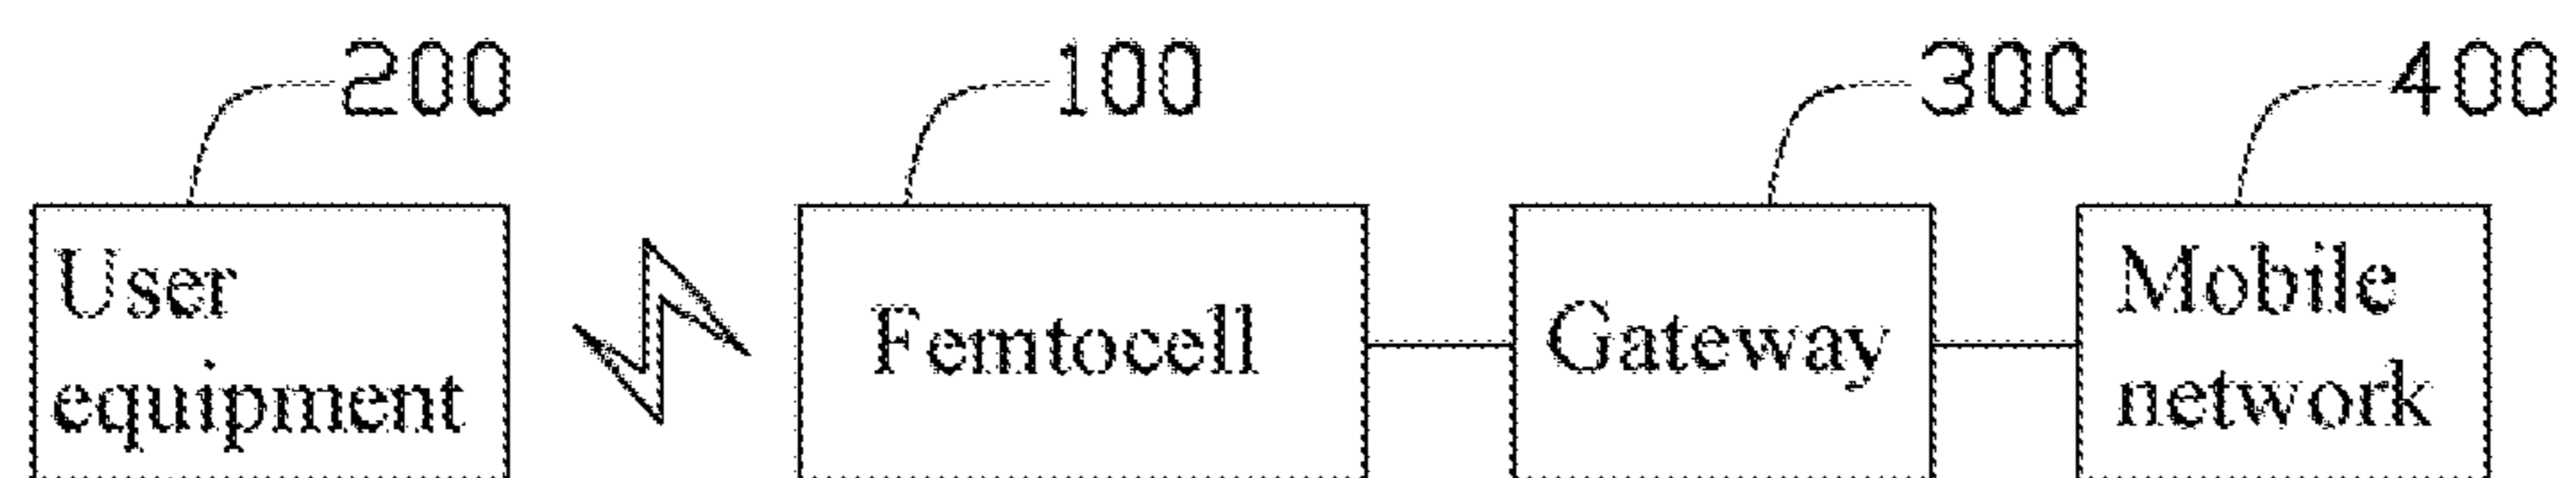 200
100
300
400
User
equipment
Femtocell
Gateway
Mobile
network